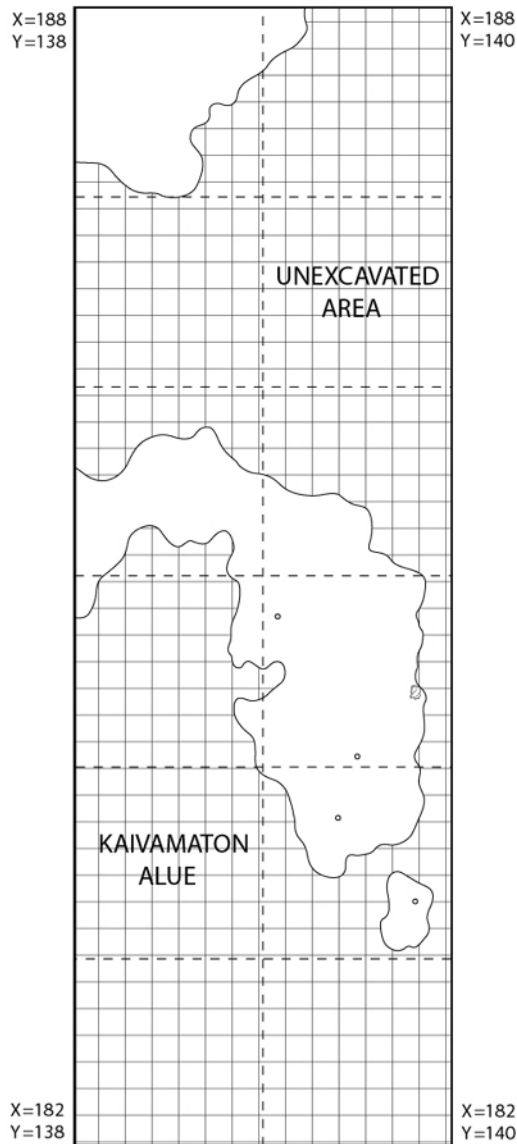 X=188
Y=138
X=188
Y=140
UNEXCAVATED
AREA
KAIVAMATON
ALUE
X=182
Y=138
X=182
Y=140